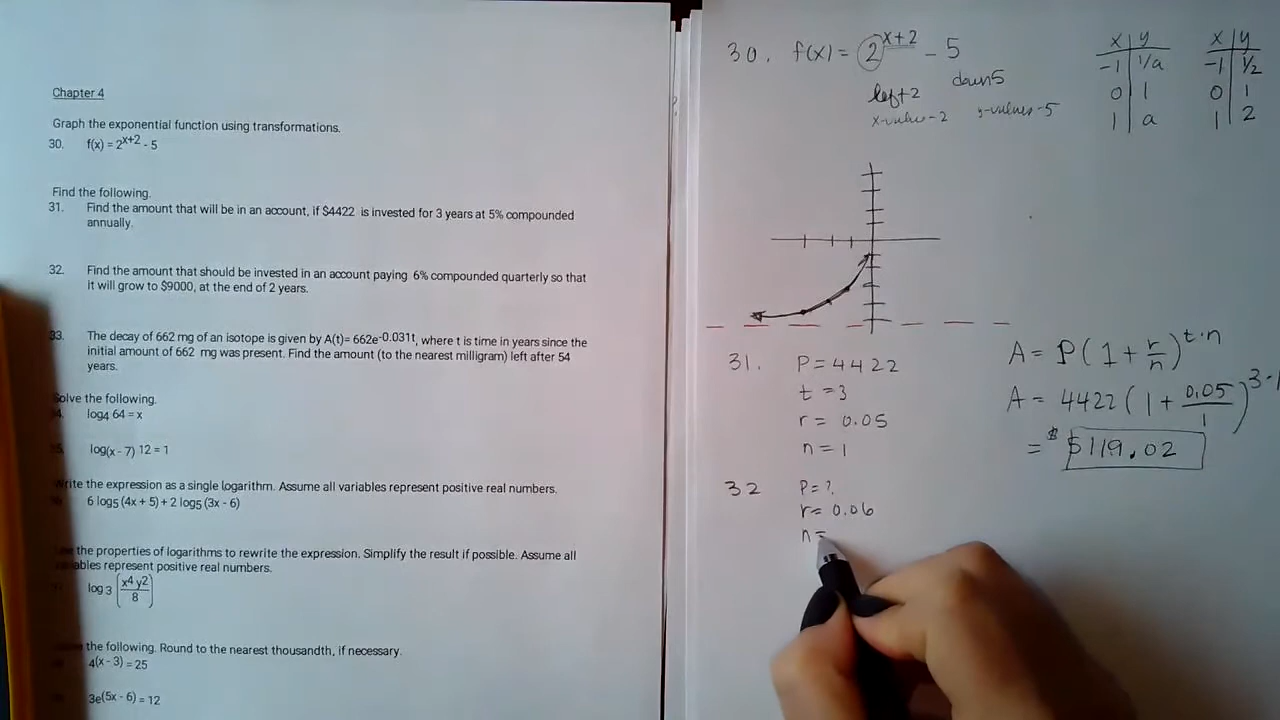 Chapter 4
Graph the exponential function using transformations.
30. f(x) = 2^x+2 - 5
Find the following.
31. Find the amount that will be in an account, if $4422 is invested for 3 years at 5% compounded
annually.
32. Find the amount that should be invested in an account paying 6% compounded quarterly so that
it will grow to $9000, at the end of 2 years.
33. The decay of 662 mg of an isotope is given by A(t)= 662e^-0.031t, where t is time in years since the
initial amount of 662 mg was present. Find the amount (to the nearest milligram) left after 54
years.
Solve the following.
log4 64 = x
log(x - 7) 12 = 1
Write the expression as a single logarithm. Assume all variables represent positive real numbers.
6 log5 (4x + 5) + 2 log5 (3x - 6)
the properties of logarithms to rewrite the expression. Simplify the result if possible. Assume all
variables represent positive real numbers.
log3 (x4 y2 / 8)
the following. Round to the nearest thousandth, if necessary.
4(x - 3) = 25
3e(5x - 6) = 12
30. f(x) = 2^x+2 - 5
left 2 down 5
x-value - 2 y-values - 5
x | y
-1 | 1/a
0 | 1
1 | a
x | y
-1 | 1/2
0 | 1
1 | 2
31. P = 4422
t = 3
r = 0.05
n = 1
A = P(1 + r/n)^t·n
A = 4422(1 + 0.05/1)^3·
= $119.02
32 P = ?
r = 0.06
n =